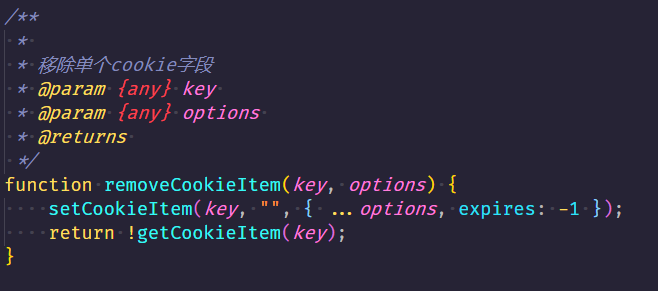 /**
 *
 * 移除单个cookie字段
 * @param {any} key
 * @param {any} options
 * @returns
 */
function removeCookieItem(key, options) {
    setCookieItem(key, "", { ...options, expires: -1 });
    return !getCookieItem(key);
}